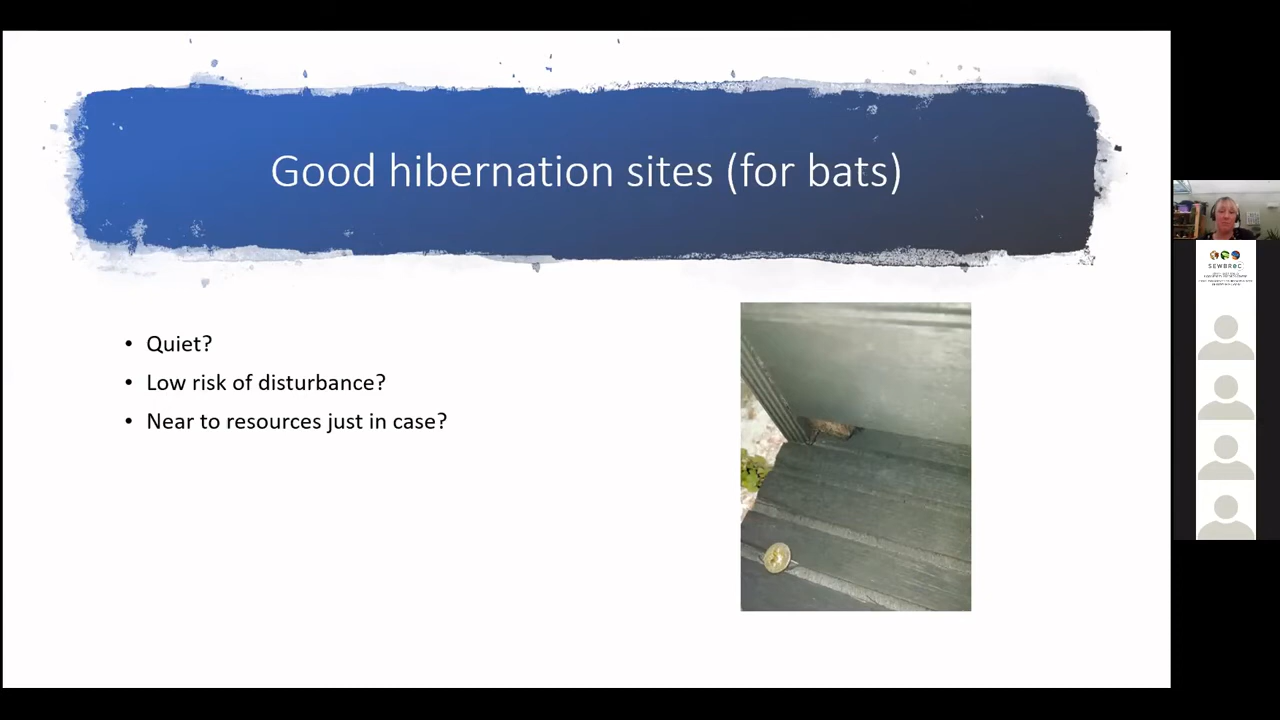 Good hibernation sites (for bats)
• Quiet?
• Low risk of disturbance?
• Near to resources just in case?
SEWBReC